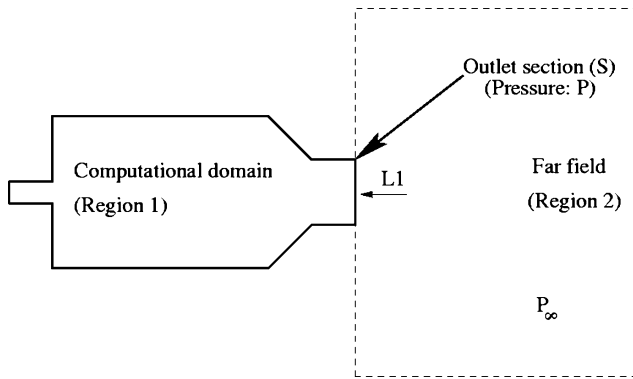 Outlet section (S)
(Pressure: P)
Computational domain
(Region 1)
L1
Far field
(Region 2)
P∞